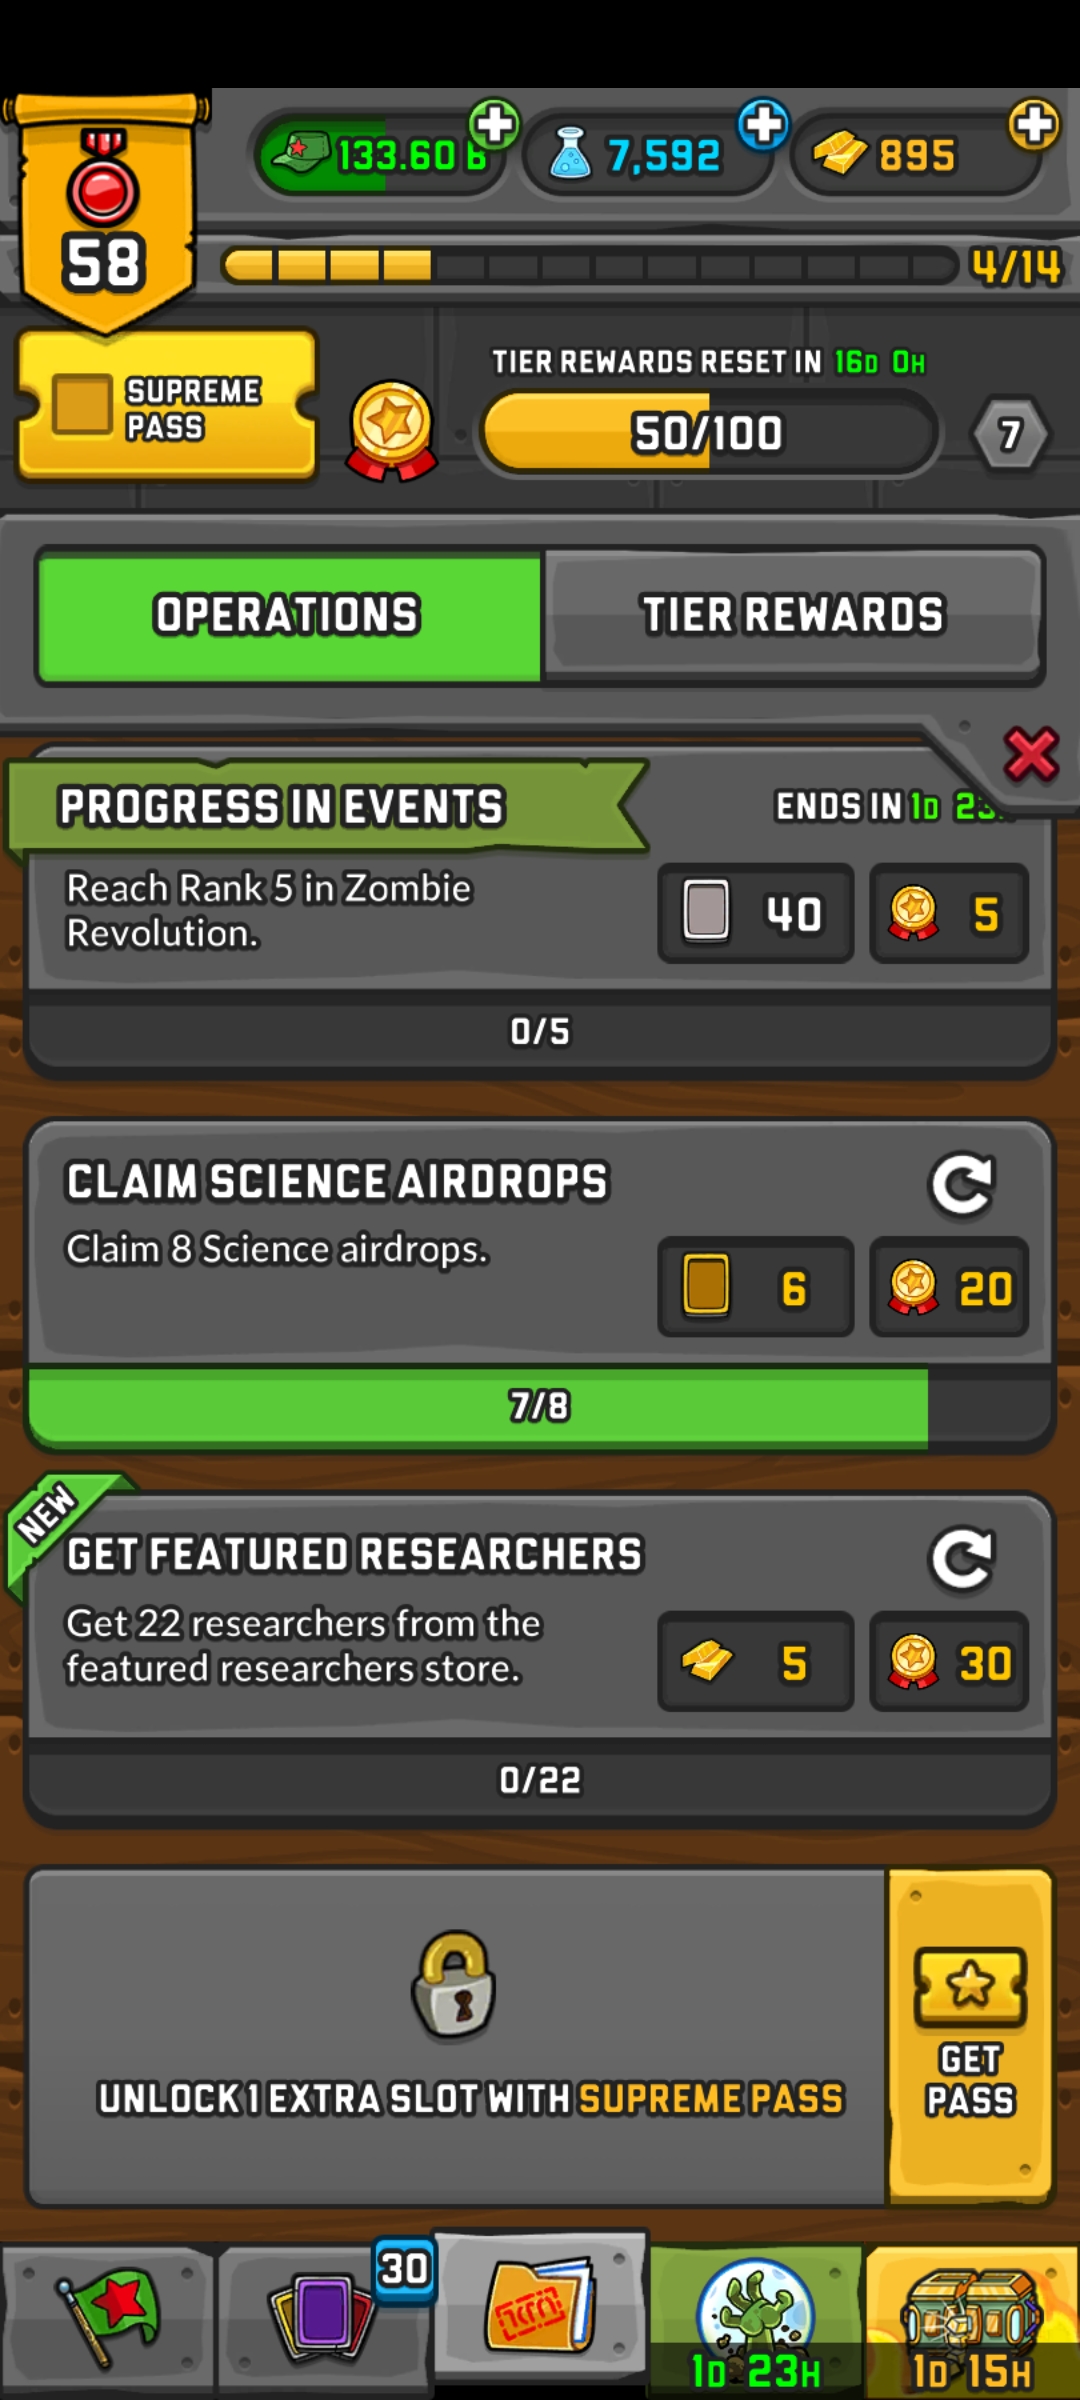 133.60 B
7,592
895
58
4/14
SUPREME
PASS
TIER REWARDS RESET IN 16D 0H
50/100
7
OPERATIONS
TIER REWARDS
PROGRESS IN EVENTS
ENDS IN 1D
Reach Rank 5 in Zombie
Revolution.
40
5
0/5
CLAIM SCIENCE AIRDROPS
Claim 8 Science airdrops.
6
20
7/8
NEW
GET FEATURED RESEARCHERS
Get 22 researchers from the
featured researchers store.
5
30
0/22
UNLOCK 1 EXTRA SLOT WITH SUPREME PASS
GET
PASS
30
1D 23H
1D 15H